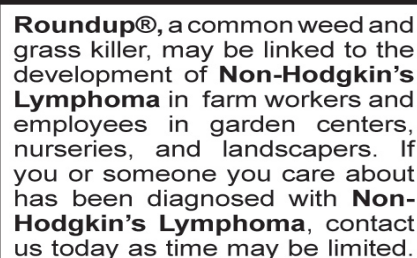 Roundup®, a common weed and
grass killer, may be linked to the
development of Non-Hodgkin's
Lymphoma in farm workers and
employees in garden centers,
nurseries, and landscapers. If
you or someone you care about
has been diagnosed with Non-
Hodgkin's Lymphoma, contact
us today as time may be limited.